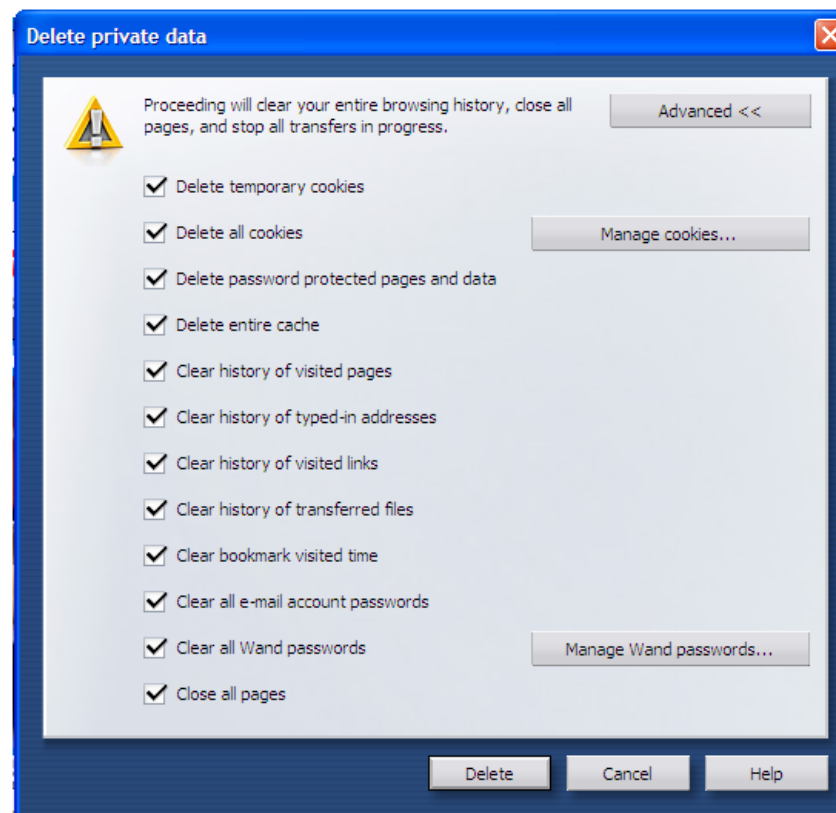 Delete private data
Proceeding will clear your entire browsing history, close all
pages, and stop all transfers in progress.
Advanced <<
Delete temporary cookies
Delete all cookies
Manage cookies...
Delete password protected pages and data
Delete entire cache
Clear history of visited pages
Clear history of typed-in addresses
Clear history of visited links
Clear history of transferred files
Clear bookmark visited time
Clear all e-mail account passwords
Clear all Wand passwords
Manage Wand passwords...
Close all pages
Delete
Cancel
Help